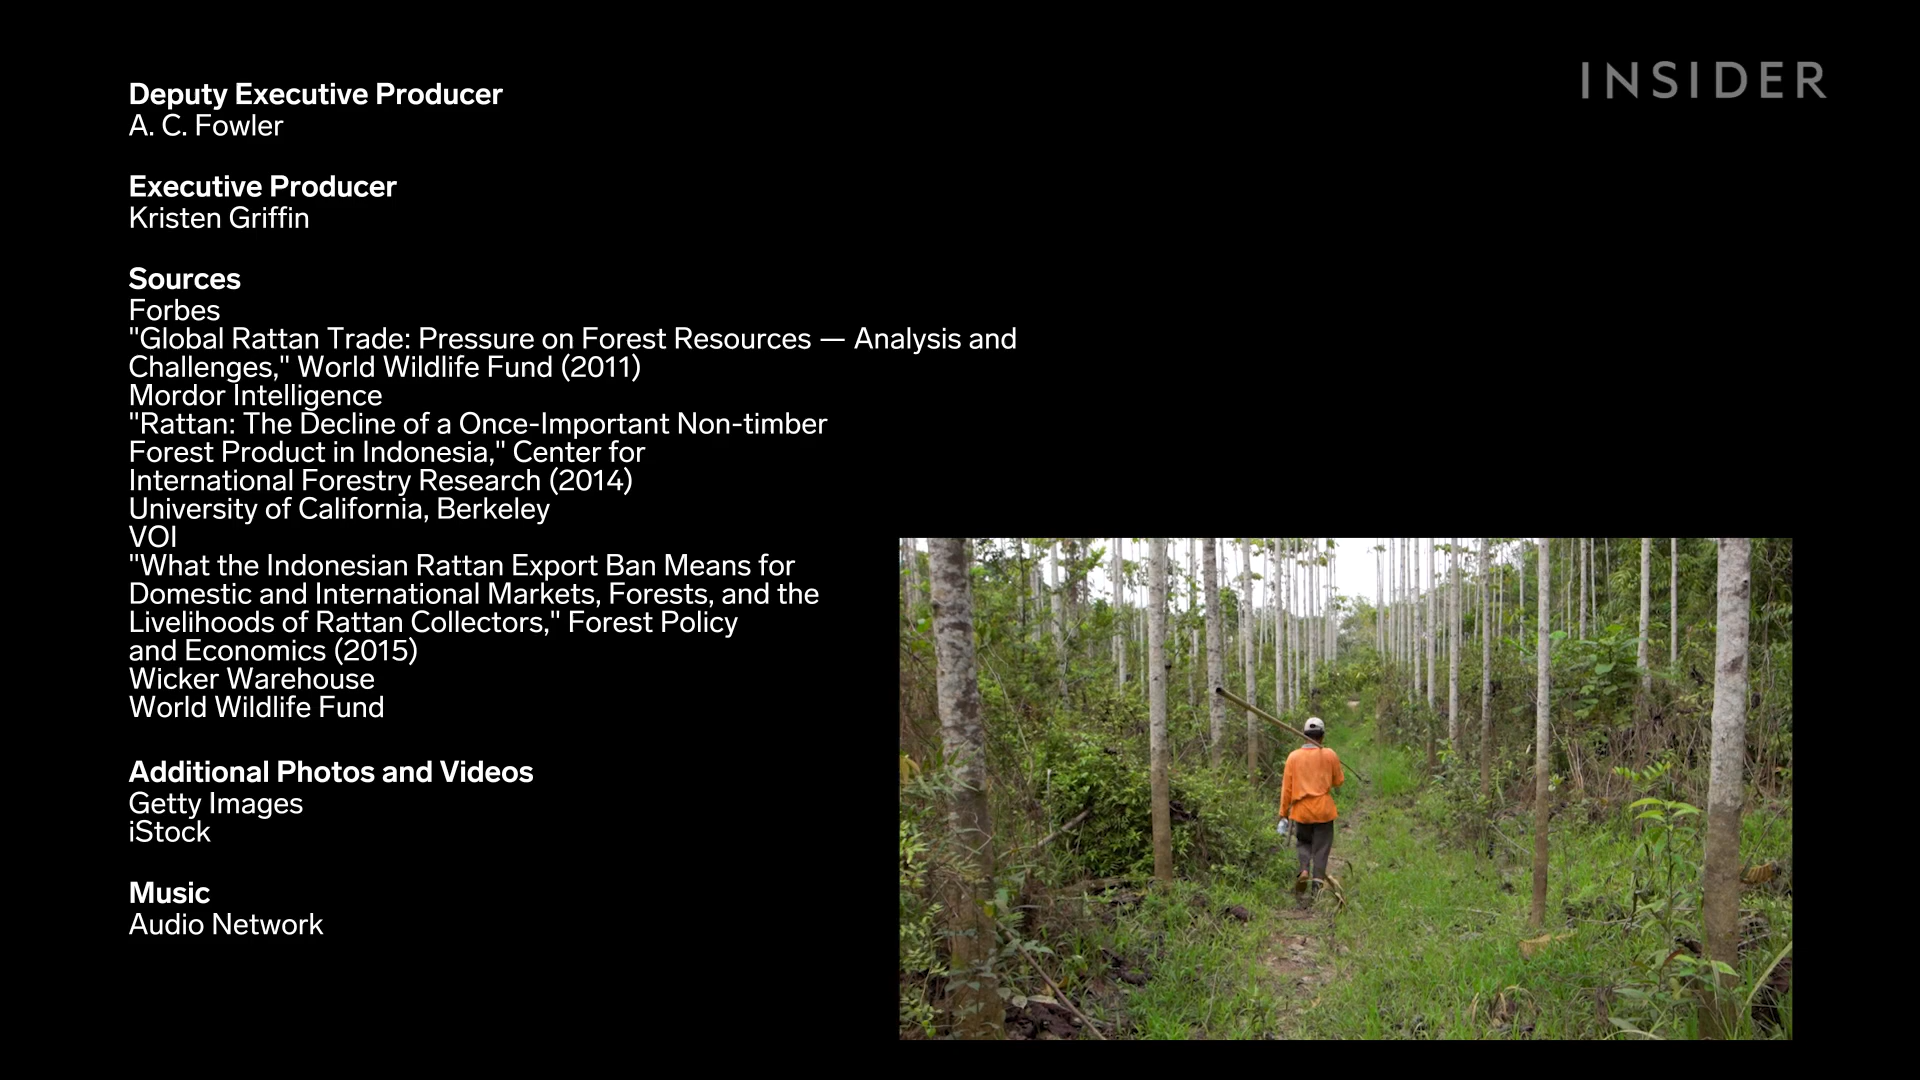 INSIDER
Deputy Executive Producer
A. C. Fowler
Executive Producer
Kristen Griffin
Sources
Forbes
"Global Rattan Trade: Pressure on Forest Resources — Analysis and
Challenges," World Wildlife Fund (2011)
Mordor Intelligence
"Rattan: The Decline of a Once-Important Non-timber
Forest Product in Indonesia," Center for
International Forestry Research (2014)
University of California, Berkeley
VOI
"What the Indonesian Rattan Export Ban Means for
Domestic and International Markets, Forests, and the
Livelihoods of Rattan Collectors," Forest Policy
and Economics (2015)
Wicker Warehouse
World Wildlife Fund
Additional Photos and Videos
Getty Images
iStock
Music
Audio Network